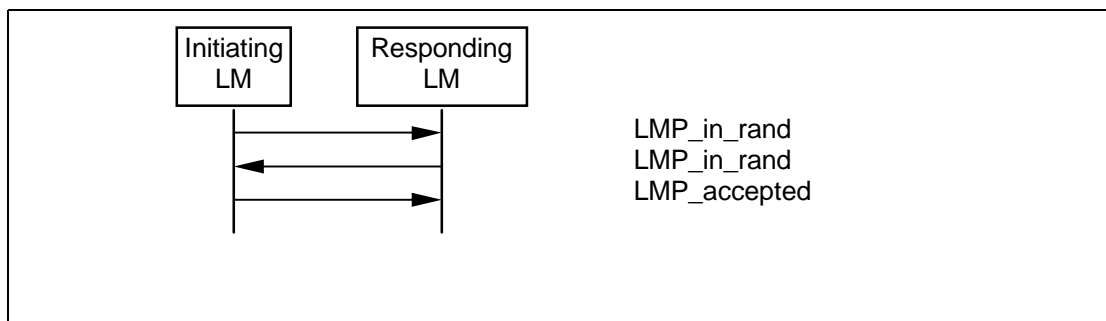 Initiating
LM
Responding
LM
LMP_in_rand
LMP_in_rand
LMP_accepted